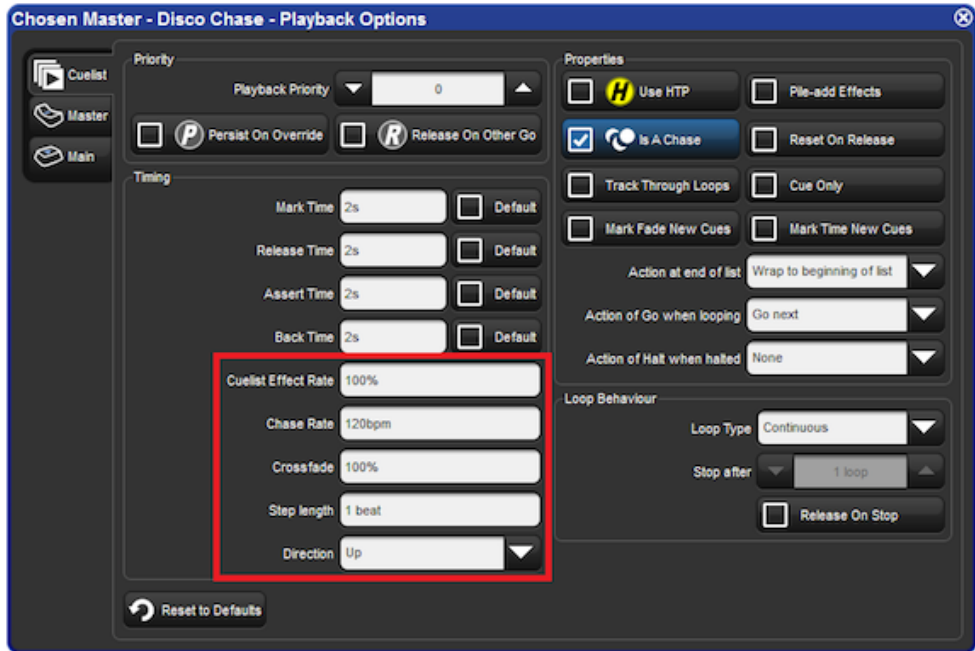 Chosen Master - Disco Chase - Playback Options
Cuelist
Master
Main
Priority
Playback Priority 0
P Persist On Override R Release On Other Go
Timing
Mark Time 2s Default
Release Time 2s Default
Assert Time 2s Default
Back Time 2s Default
Cuelist Effect Rate 100%
Chase Rate 120bpm
Crossfade 100%
Step length 1 beat
Direction Up
Reset to Defaults
Properties
H Use HTP Pile-add Effects
Is A Chase Reset On Release
Track Through Loops Cue Only
Mark Fade New Cues Mark Time New Cues
Action at end of list Wrap to beginning of list
Action of Go when looping Go next
Action of Halt when halted None
Loop Behaviour
Loop Type Continuous
Stop after 1 loop
Release On Stop